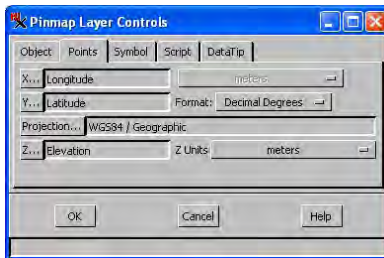 Pinmap Layer Controls
Object Points Symbol Script DataTip
X... Longitude meters
Y... Latitude Format: Decimal Degrees
Projection... WGS84 / Geographic
Z... Elevation Z Units meters
OK Cancel Help